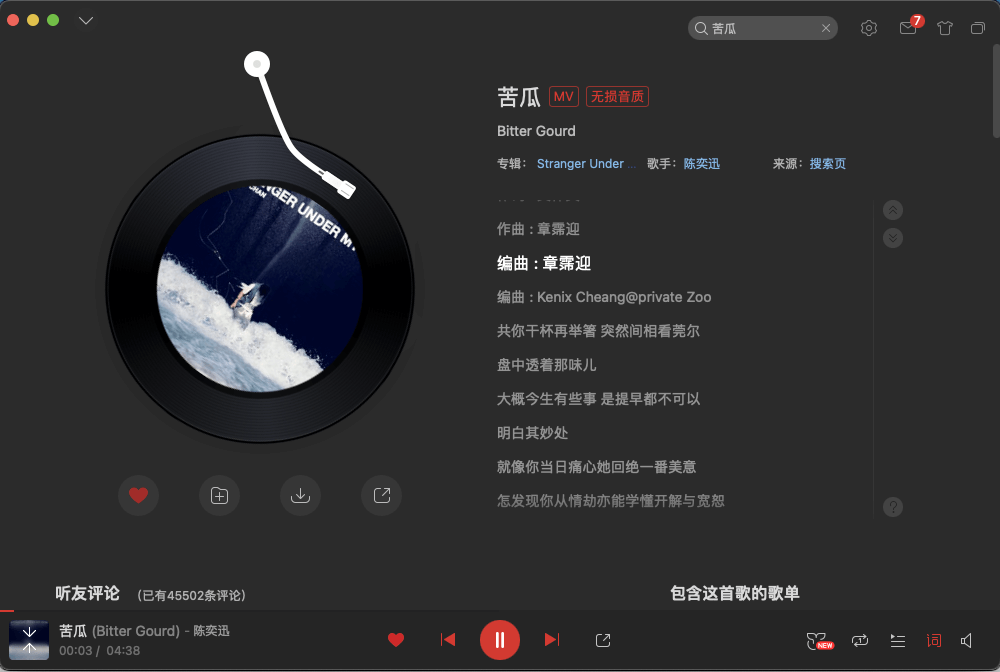 苦瓜
7
苦瓜 MV 无损音质
Bitter Gourd
专辑： Stranger Under ... 歌手：陈奕迅 来源：搜索页
作曲 : 章霈迎
编曲 : 章霈迎
编曲 : Kenix Cheang@private Zoo
共你干杯再举箸 突然间相看莞尔
盘中透着那味儿
大概今生有些事 是提早都不可以
明白其妙处
就像你当日痛心她回绝一番美意
怎发现你从情劫亦能学懂开解与宽恕
?
STRANGER UNDER MY
CHAN
听友评论 (已有45502条评论)
包含这首歌的歌单
苦瓜 (Bitter Gourd) - 陈奕迅
00:03 / 04:38
NEW
词